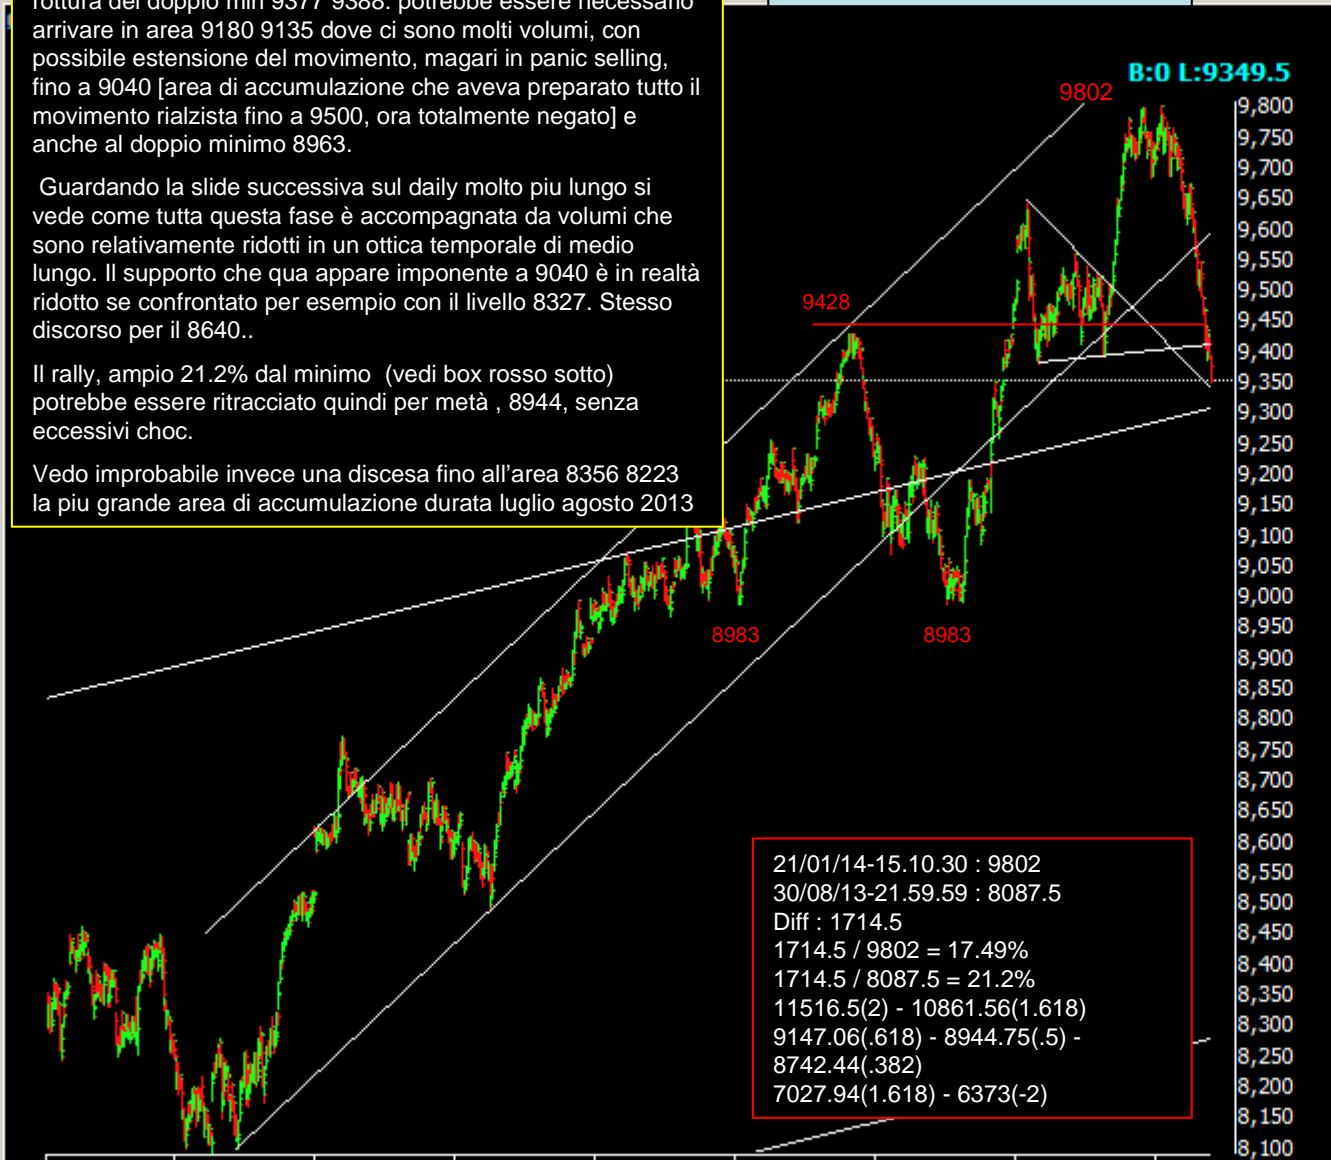 rottura del doppio min 9377 9388. potrebbe essere necessario
arrivare in area 9180 9135 dove ci sono molti volumi, con
possibile estensione del movimento, magari in panic selling,
fino a 9040 [area di accumulazione che aveva preparato tutto il
movimento rialzista fino a 9500, ora totalmente negato] e
anche al doppio minimo 8963.
Guardando la slide successiva sul daily molto piu lungo si
vede come tutta questa fase è accompagnata da volumi che
sono relativamente ridotti in un ottica temporale di medio
lungo. Il supporto che qua appare imponente a 9040 è in realtà
ridotto se confrontato per esempio con il livello 8327. Stesso
discorso per il 8640..
Il rally, ampio 21.2% dal minimo (vedi box rosso sotto)
potrebbe essere ritracciato quindi per metà , 8944, senza
eccessivi choc.
Vedo improbabile invece una discesa fino all'area 8356 8223
la piu grande area di accumulazione durata luglio agosto 2013
B:0 L:9349.5
9802
9428
8983
8983
9,800
9,750
9,700
9,650
9,600
9,550
9,500
9,450
9,400
9,350
9,300
9,250
9,200
9,150
9,100
9,050
9,000
8,950
8,900
8,850
8,800
8,750
8,700
8,650
8,600
8,550
8,500
8,450
8,400
8,350
8,300
8,250
8,200
8,150
8,100
21/01/14-15.10.30 : 9802
30/08/13-21.59.59 : 8087.5
Diff : 1714.5
1714.5 / 9802 = 17.49%
1714.5 / 8087.5 = 21.2%
11516.5(2) - 10861.56(1.618)
9147.06(.618) - 8944.75(.5) -
8742.44(.382)
7027.94(1.618) - 6373(-2)